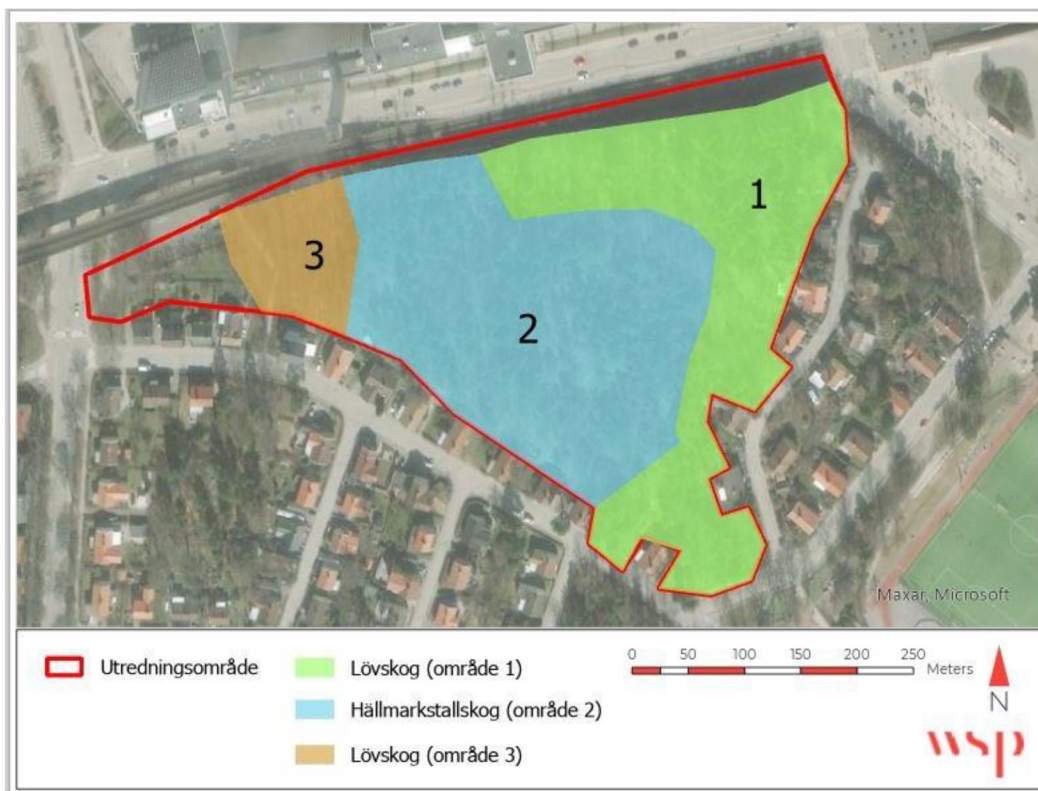 1
3
2
Maxar, Microsoft
Utredningsområde
Lövskog (område 1)
Hällmarkstallskog (område 2)
Lövskog (område 3)
0 50 100 150 200 250
Meters
N
wsp